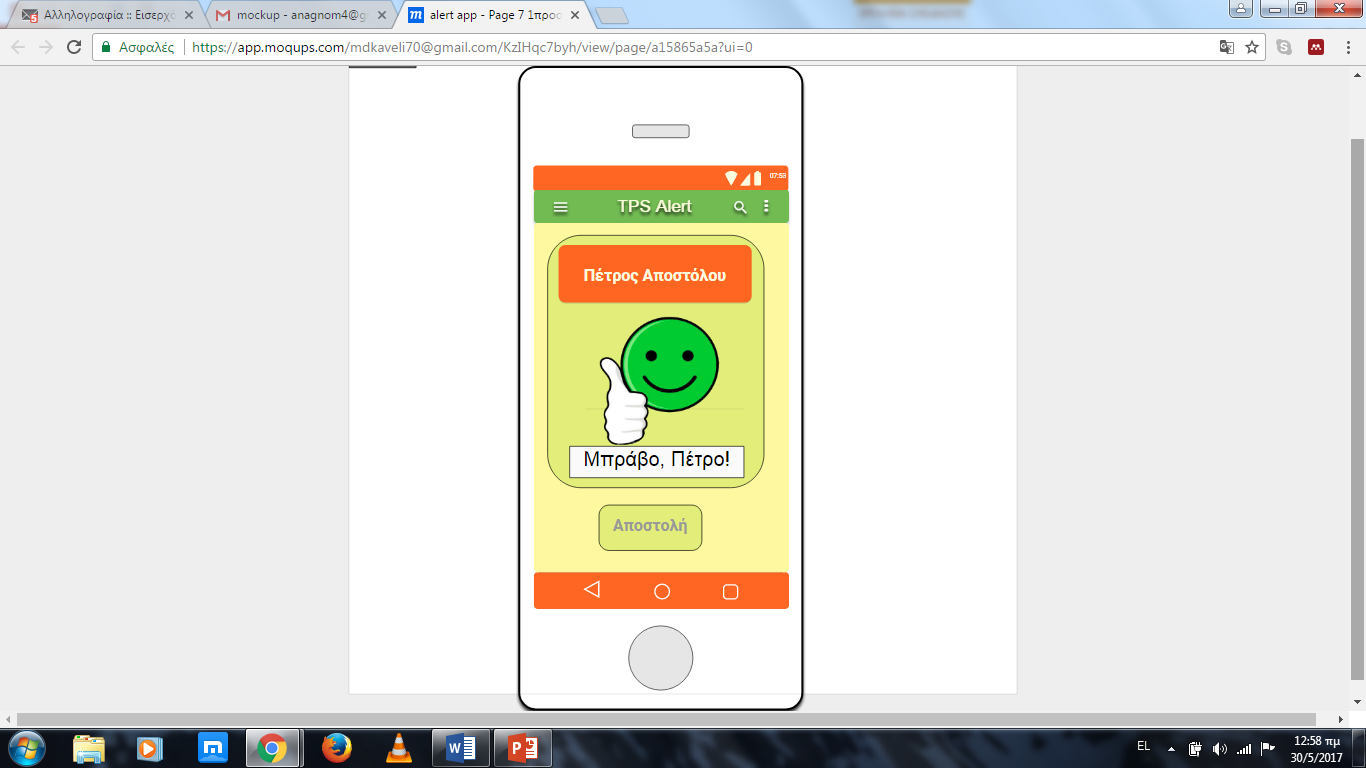 Αλληλογραφία :: Εισερχό
mockup - anagnom4@g
alert app - Page 7 1προσ
Ασφαλές
https://app.moqups.com/mdkaveli70@gmail.com/KzIHqc7byh/view/page/a15865a5a?ui=0
07:53
TPS Alert
Πέτρος Αποστόλου
Μπράβο, Πέτρο!
Αποστολή
EL
12:58 πμ
30/5/2017